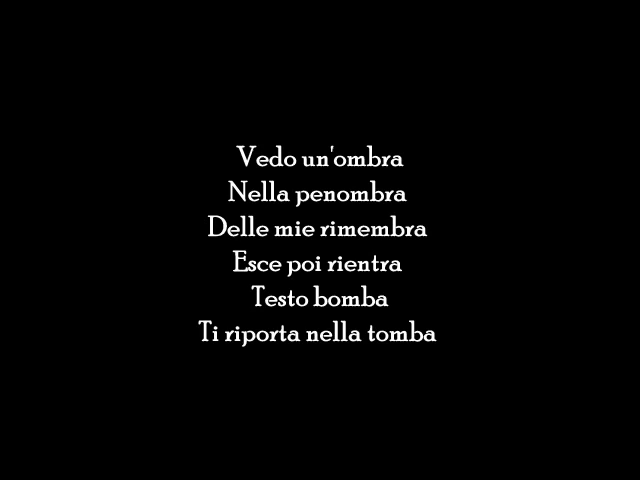 Vedo un'ombra
Nella penombra
Delle mie rimembra
Esce poi rientra
Testo bomba
Ti riporta nella tomba